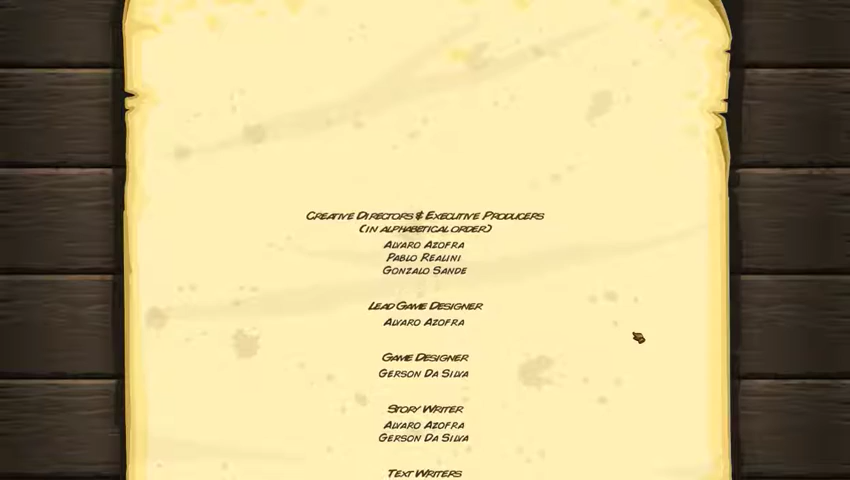 Creative Directors & Executive Producers
(in alphabetical order)
Alvaro Azofra
Pablo Realini
Gonzalo Sande
Lead Game Designer
Alvaro Azofra
Game Designer
Gerson Da Silva
Story Writer
Alvaro Azofra
Gerson Da Silva
Text Writers